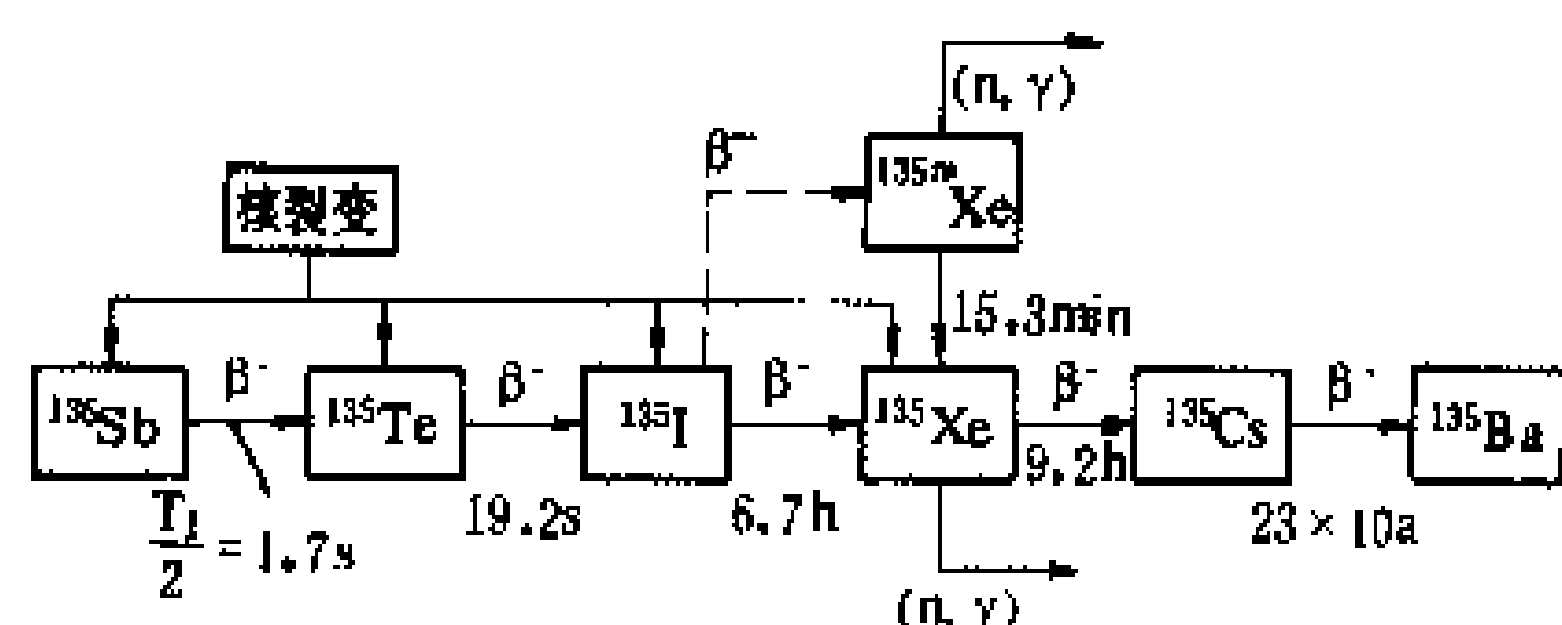 (n, γ)
β⁻
¹³⁵ᵐXe
核裂变
15.3min
β⁻
β⁻
β⁻
β⁻
β⁻
¹³⁵Sb
¹³⁵Te
¹³⁵I
¹³⁵Xe
¹³⁵Cs
¹³⁵Ba
9.2h
T1/2 = 1.7s
19.2s
6.7h
23×10a
(n, γ)